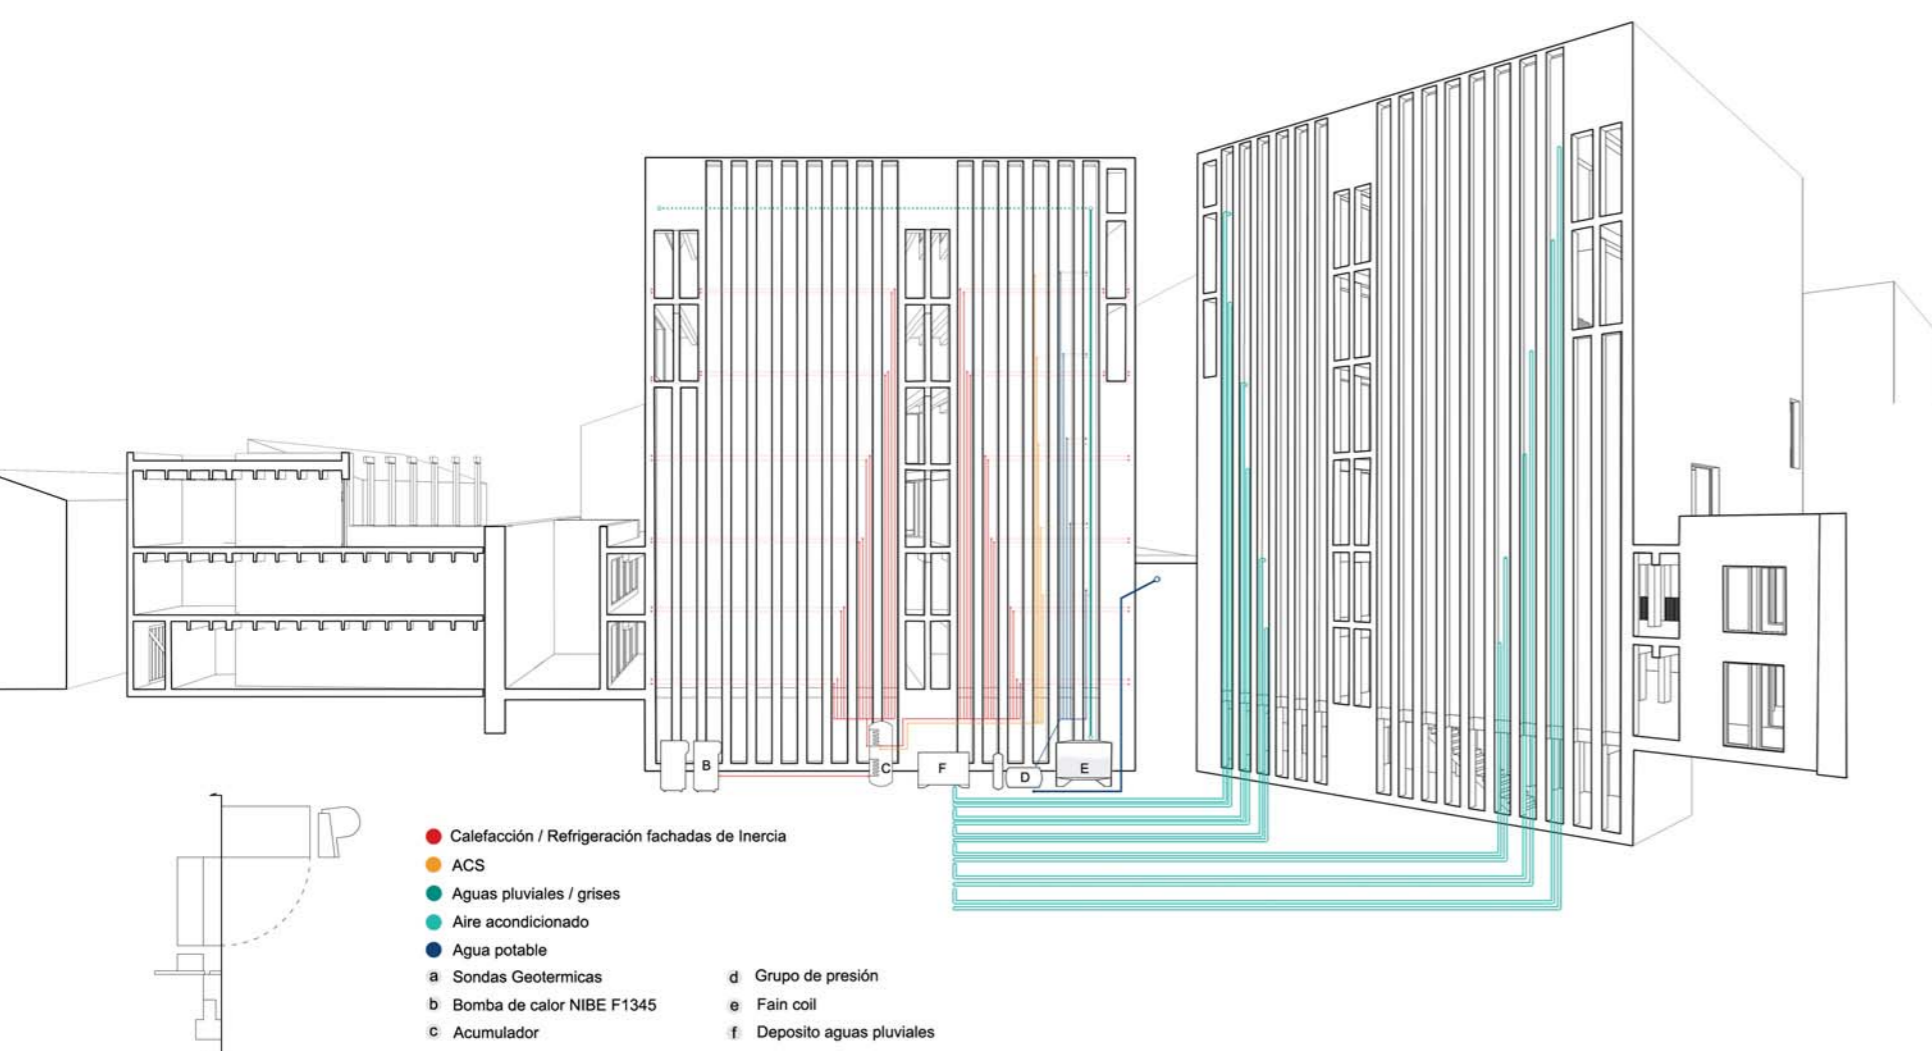 B
C
F
D
E
Calefacción / Refrigeración fachadas de Inercia
ACS
Aguas pluviales / grises
Aire acondicionado
Agua potable
a Sondas Geotermicas
b Bomba de calor NIBE F1345
c Acumulador
d Grupo de presión
e Fain coil
f Deposito aguas pluviales